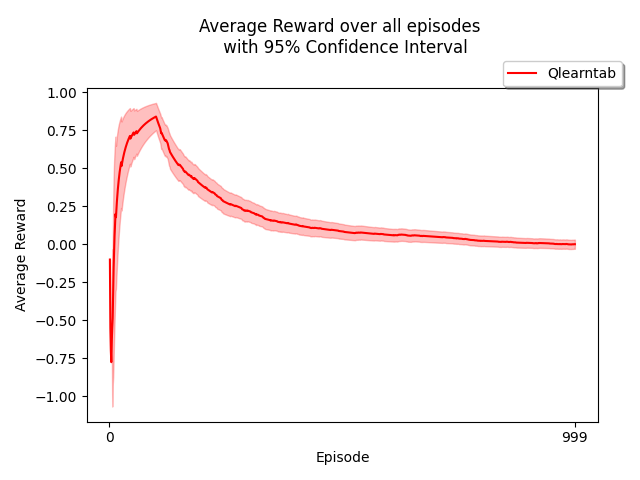 Average Reward over all episodes
with 95% Confidence Interval
Qlearntab
1.00
0.75
0.50
0.25
0.00
−0.25
−0.50
−0.75
−1.00
Average Reward
0 999
Episode